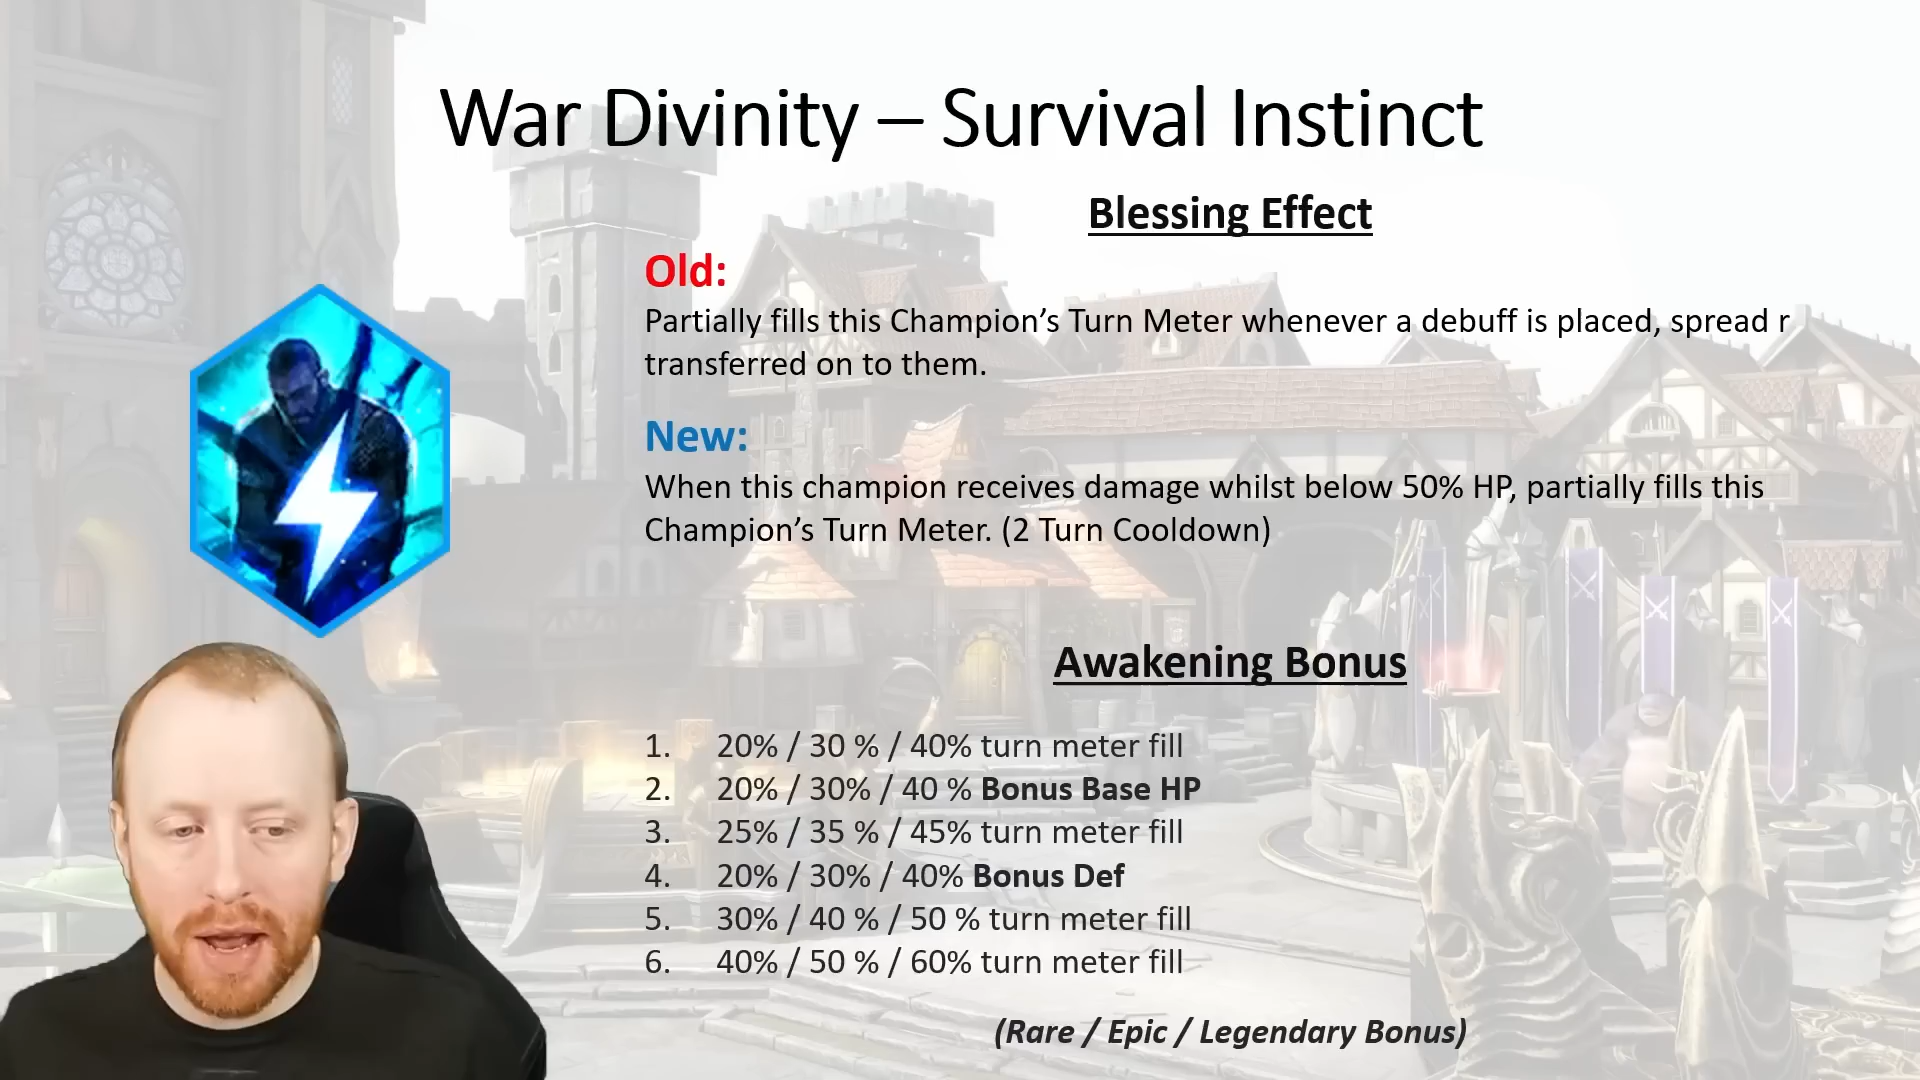 War Divinity – Survival Instinct
Blessing Effect
Old:
Partially fills this Champion’s Turn Meter whenever a debuff is placed, spread r
transferred on to them.
New:
When this champion receives damage whilst below 50% HP, partially fills this
Champion’s Turn Meter. (2 Turn Cooldown)
Awakening Bonus
1. 20% / 30 % / 40% turn meter fill
2. 20% / 30% / 40 % Bonus Base HP
3. 25% / 35 % / 45% turn meter fill
4. 20% / 30% / 40% Bonus Def
5. 30% / 40 % / 50 % turn meter fill
6. 40% / 50 % / 60% turn meter fill
(Rare / Epic / Legendary Bonus)